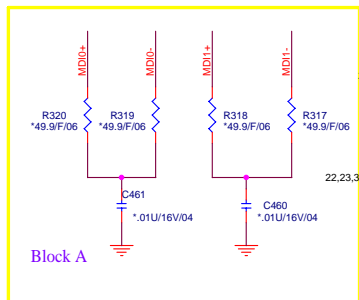 MDI0+
MDI0-
MDI1+
MDI1-
R320
*49.9/F/06
R319
*49.9/F/06
R318
*49.9/F/06
R317
*49.9/F/06
22,23,3
C461
*.01U/16V/04
C460
*.01U/16V/04
Block A